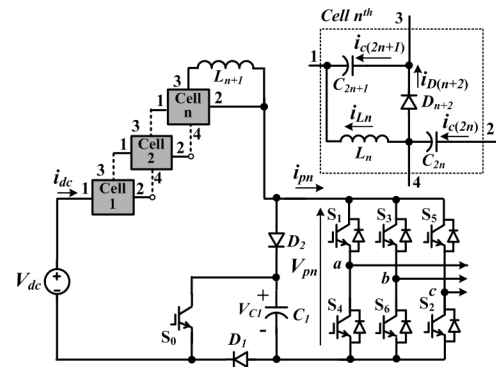 Cell nth
3
1
ic(2n+1)
C2n+1
iD(n+2)
Dn+2
iLn
ic(2n)
Ln
C2n
2
4
Ln+1
3
1
Cell
n
2
4
3
1
Cell
2
2
4
3
idc
1
Cell
1
2
ipn
Vdc
D2
Vpn
S1
S3
S5
a
b
c
VC1
+
-
C1
S0
D1
S4
S6
S2